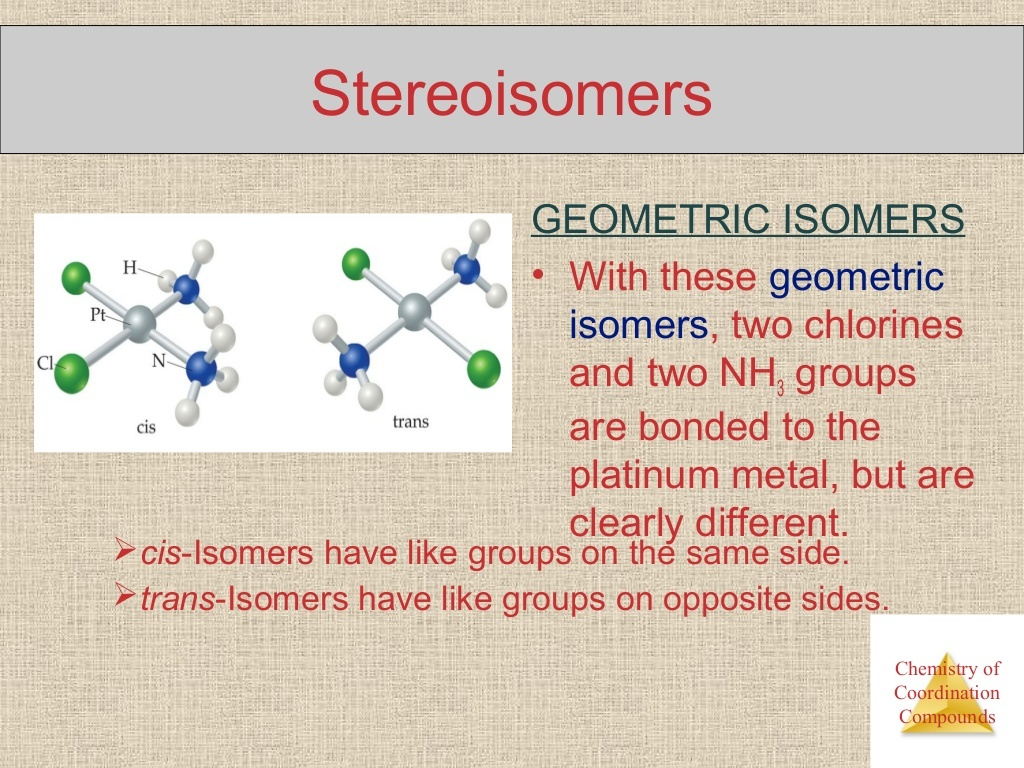 Stereoisomers
H
Pt
Cl
N
cis
trans
GEOMETRIC ISOMERS
• With these geometric
isomers, two chlorines
and two NH₃ groups
are bonded to the
platinum metal, but are
clearly different.
➢cis-Isomers have like groups on the same side.
➢trans-Isomers have like groups on opposite sides.
Chemistry of
Coordination
Compounds